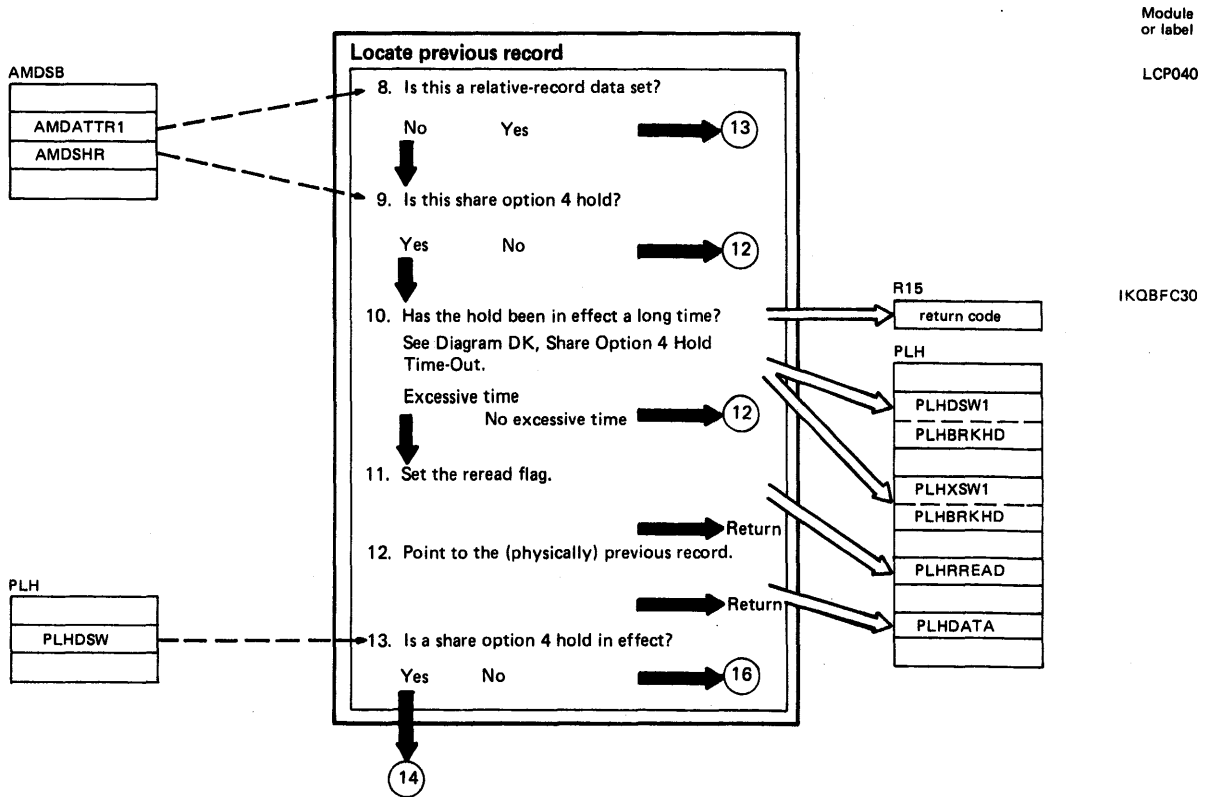 Module
or label
Locate previous record
AMDSB
AMDATTR1
AMDSHR
LCP040
8. Is this a relative-record data set?
No Yes 13
9. Is this share option 4 hold?
Yes No 12
10. Has the hold been in effect a long time?
See Diagram DK, Share Option 4 Hold
Time-Out.
Excessive time
No excessive time 12
R15
return code
IKQBFC30
PLH
PLHDSW1
PLHBRKHD
PLHXSW1
PLHBRKHD
PLHRREAD
PLHDATA
11. Set the reread flag.
Return
12. Point to the (physically) previous record.
Return
PLH
PLHDSW
13. Is a share option 4 hold in effect?
Yes No 16
14